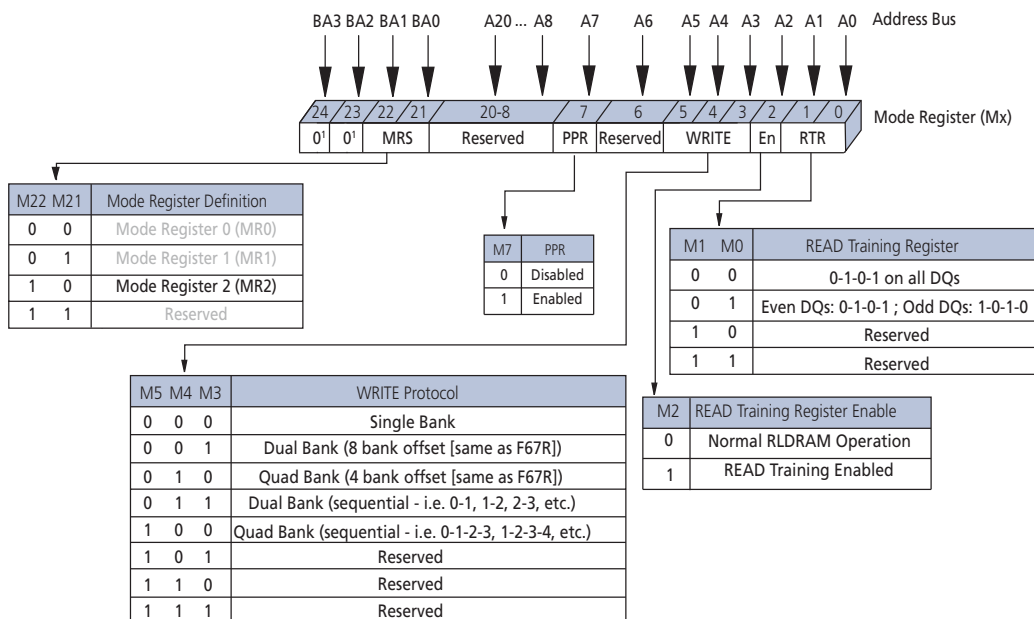 BA3 BA2 BA1 BA0 A20 ... A8 A7 A6 A5 A4 A3 A2 A1 A0 Address Bus
24 23 22 21 20-8 7 6 5 4 3 2 1 0 Mode Register (Mx)
0¹ 0¹ MRS Reserved PPR Reserved WRITE En RTR
M22 M21 Mode Register Definition
0 0 Mode Register 0 (MR0)
0 1 Mode Register 1 (MR1)
1 0 Mode Register 2 (MR2)
1 1 Reserved
M7 PPR
0 Disabled
1 Enabled
M1 M0 READ Training Register
0 0 0-1-0-1 on all DQs
0 1 Even DQs: 0-1-0-1 ; Odd DQs: 1-0-1-0
1 0 Reserved
1 1 Reserved
M5 M4 M3 WRITE Protocol
0 0 0 Single Bank
0 0 1 Dual Bank (8 bank offset [same as F67R])
0 1 0 Quad Bank (4 bank offset [same as F67R])
0 1 1 Dual Bank (sequential - i.e. 0-1, 1-2, 2-3, etc.)
1 0 0 Quad Bank (sequential - i.e. 0-1-2-3, 1-2-3-4, etc.)
1 0 1 Reserved
1 1 0 Reserved
1 1 1 Reserved
M2 READ Training Register Enable
0 Normal RLDRAM Operation
1 READ Training Enabled